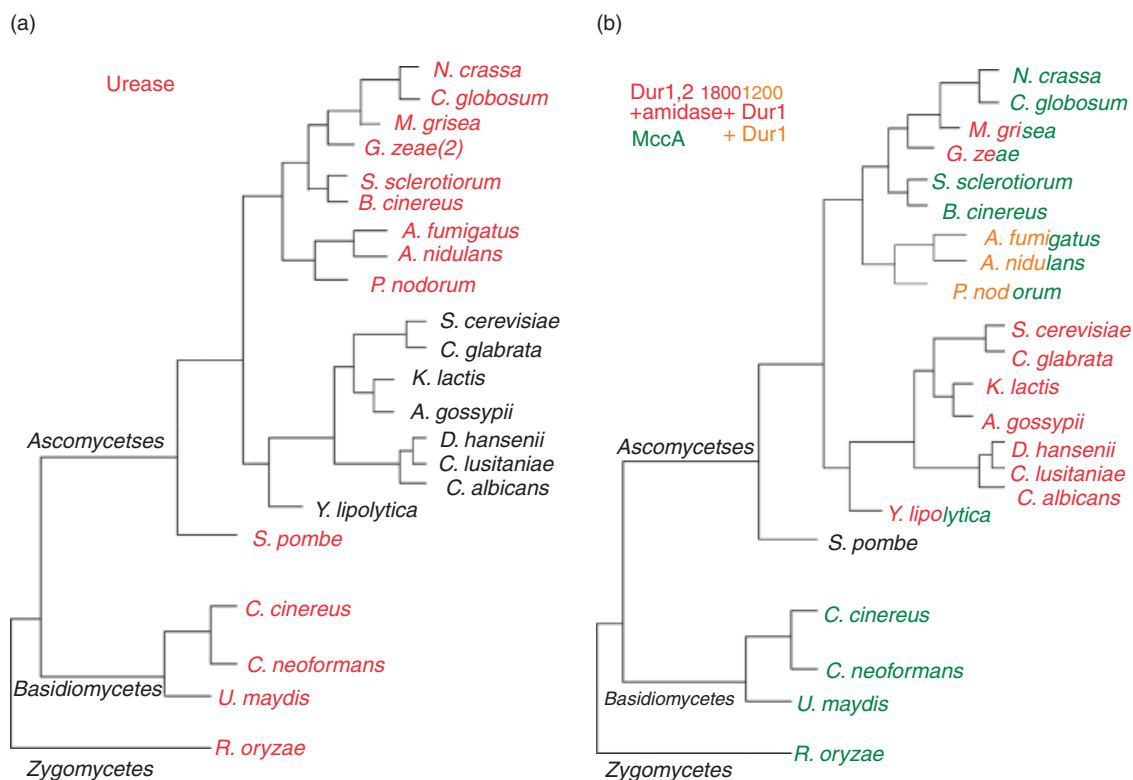 (a)
Urease
N. crassa
C. globosum
M. grisea
G. zeae(2)
S. sclerotiorum
B. cinereus
A. fumigatus
A. nidulans
P. nodorum
S. cerevisiae
C. glabrata
K. lactis
A. gossypii
D. hansenii
C. lusitaniae
C. albicans
Y. lipolytica
S. pombe
Ascomycetses
C. cinereus
C. neoformans
U. maydis
Basidiomycetes
R. oryzae
Zygomycetes
(b)
Dur1,2 18001200
+amidase+ Dur1
MccA + Dur1
N. crassa
C. globosum
M. grisea
G. zeae
S. sclerotiorum
B. cinereus
A. fumigatus
A. nidulans
P. nod orum
S. cerevisiae
C. glabrata
K. lactis
A. gossypii
D. hansenii
C. lusitaniae
C. albicans
Y. lipolytica
S. pombe
Ascomycetses
C. cinereus
C. neoformans
U. maydis
Basidiomycetes
R. oryzae
Zygomycetes